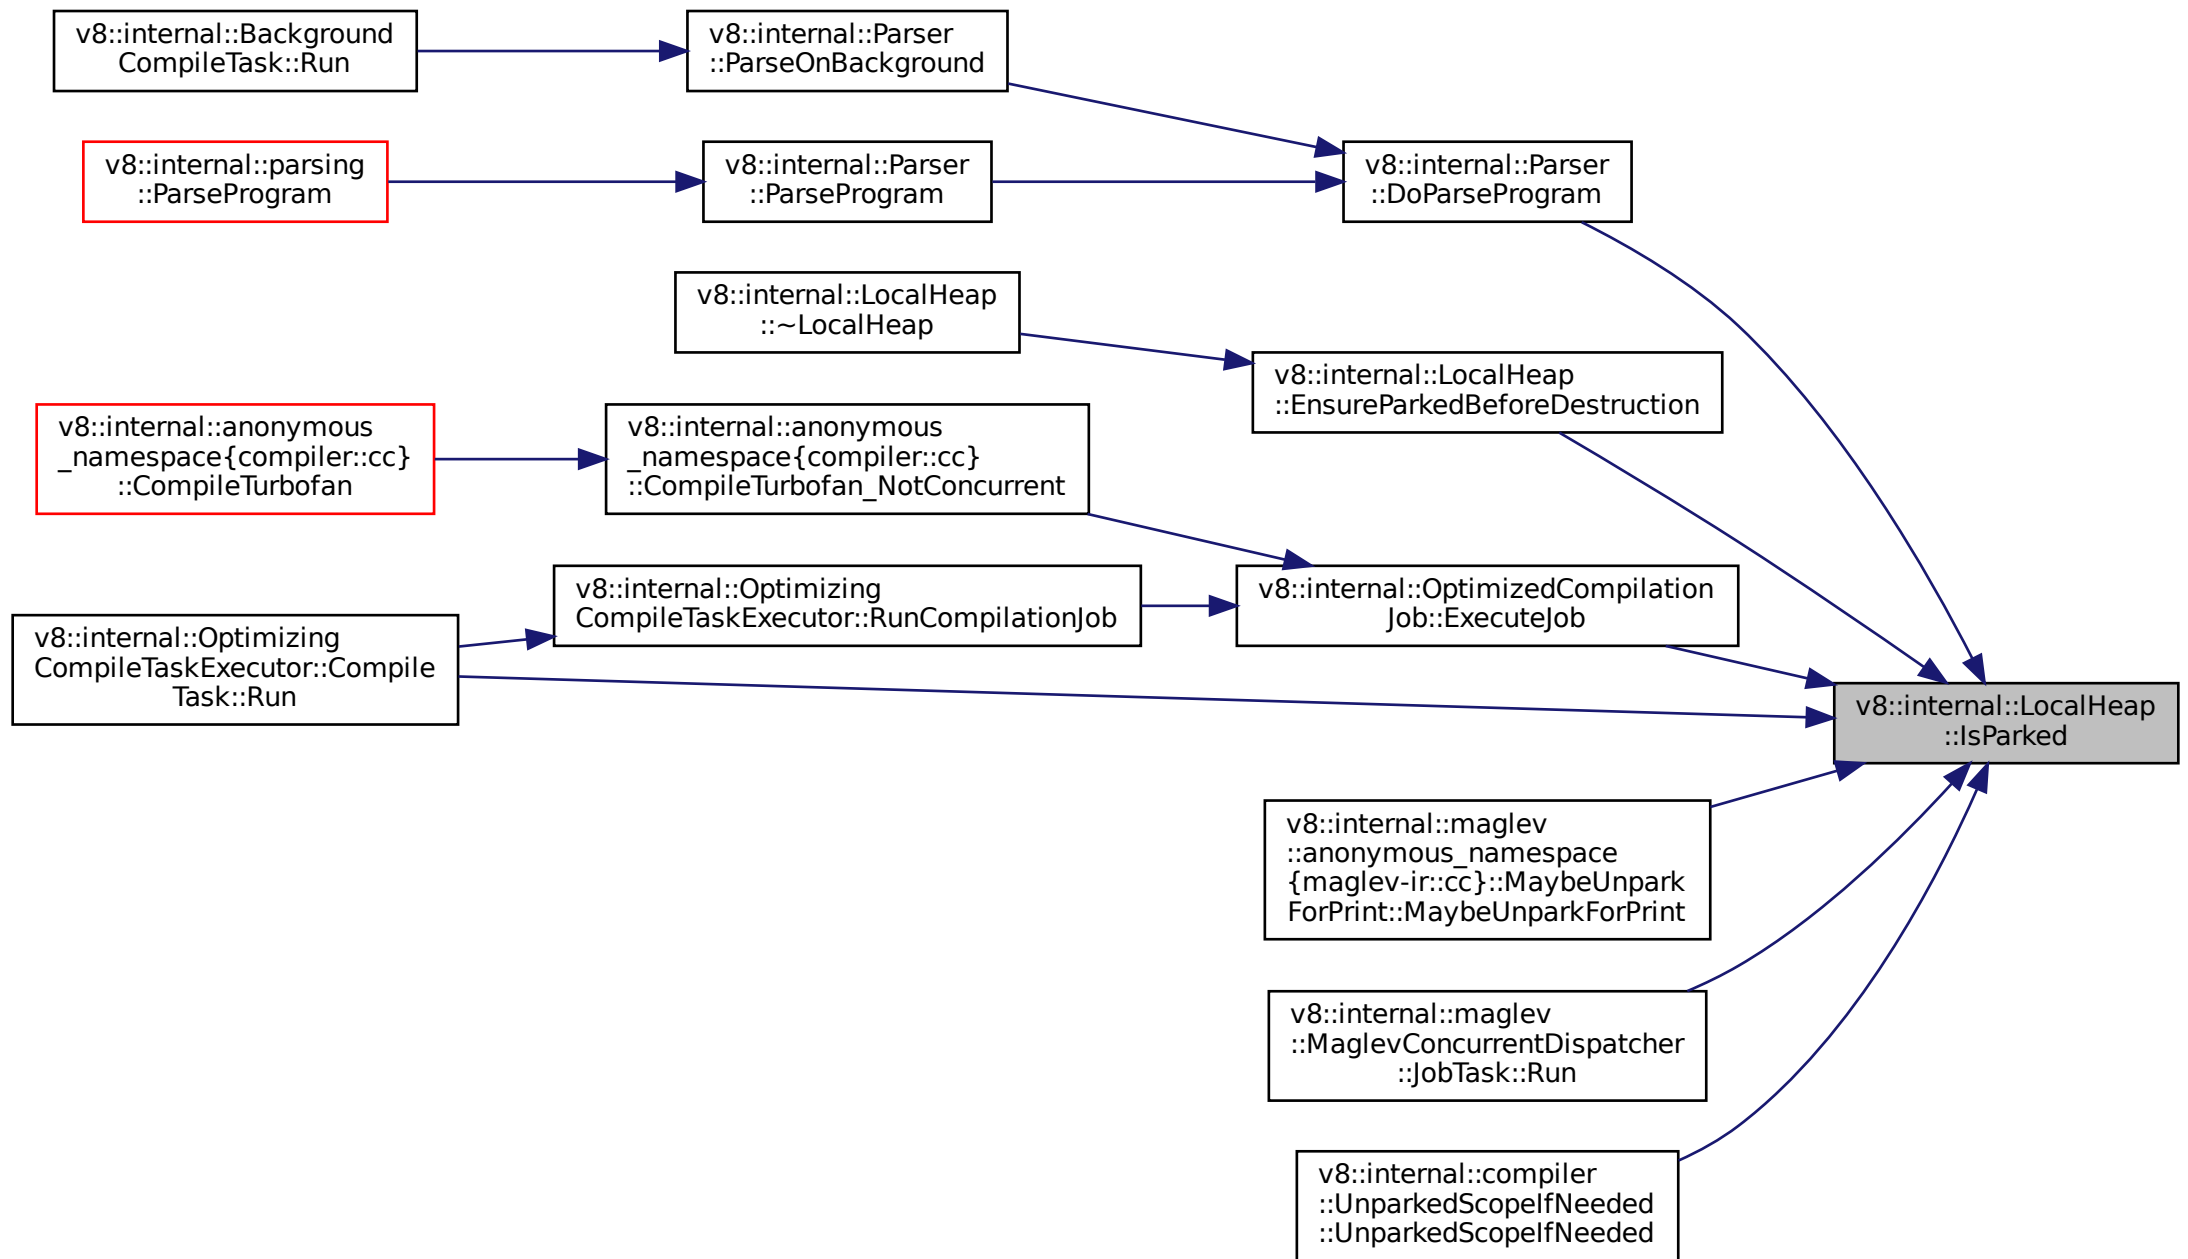 v8::internal::Background
CompileTask::Run
v8::internal::Parser
::ParseOnBackground
v8::internal::parsing
::ParseProgram
v8::internal::Parser
::ParseProgram
v8::internal::Parser
::DoParseProgram
v8::internal::LocalHeap
::~LocalHeap
v8::internal::LocalHeap
::EnsureParkedBeforeDestruction
v8::internal::anonymous
_namespace{compiler::cc}
::CompileTurbofan
v8::internal::anonymous
_namespace{compiler::cc}
::CompileTurbofan_NotConcurrent
v8::internal::Optimizing
CompileTaskExecutor::RunCompilationJob
v8::internal::OptimizedCompilation
Job::ExecuteJob
v8::internal::Optimizing
CompileTaskExecutor::Compile
Task::Run
v8::internal::LocalHeap
::IsParked
v8::internal::maglev
::anonymous_namespace
{maglev-ir::cc}::MaybeUnpark
ForPrint::MaybeUnparkForPrint
v8::internal::maglev
::MaglevConcurrentDispatcher
::JobTask::Run
v8::internal::compiler
::UnparkedScopeIfNeeded
::UnparkedScopeIfNeeded